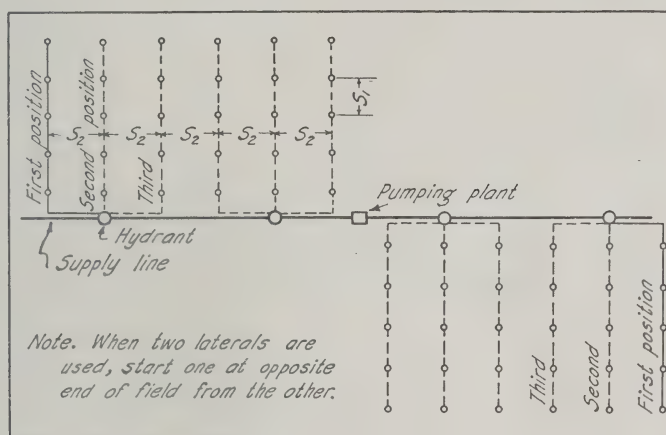 First position
Second position
Third
S₂
S₂
S₂
S₂
S₁
Pumping plant
Hydrant
Supply line
Note. When two laterals are
used, start one at opposite
end of field from the other.
Third
Second
First position